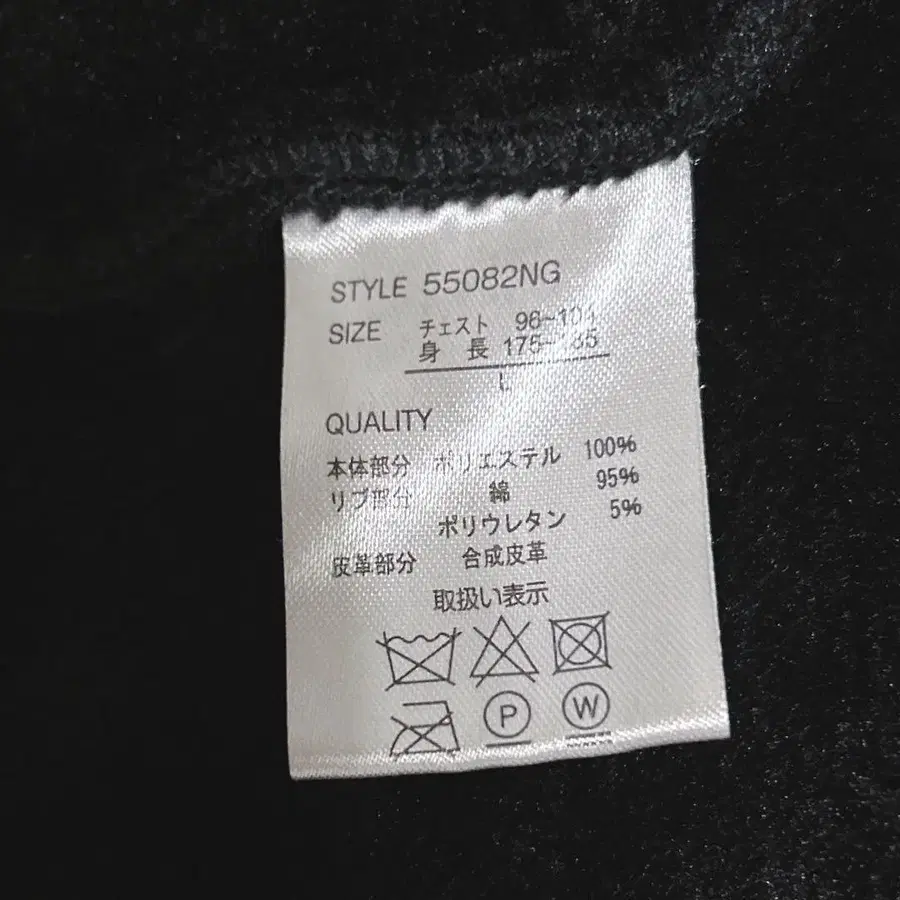 STYLE 55082NG
SIZE チェスト 96~104
身 長 175~185
L
QUALITY
本体部分 ポリエステル 100%
リブ部分 綿 95%
ポリウレタン 5%
皮革部分 合成皮革
取扱い表示
P W